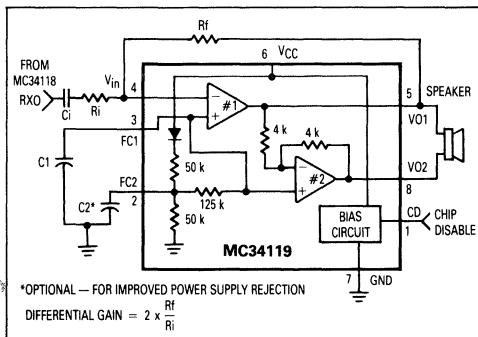 Rf
6 VCC
FROM
MC34118
RXO
Vin
Ci
Ri
4
#1
5
SPEAKER
VO1
3
FC1
4 k
4 k
C1
50 k
FC2
2
125 k
#2
VO2
8
C2*
50 k
BIAS
CIRCUIT
CD
1
CHIP
DISABLE
MC34119
7 GND
*OPTIONAL — FOR IMPROVED POWER SUPPLY REJECTION
DIFFERENTIAL GAIN = 2 x Rf
Ri